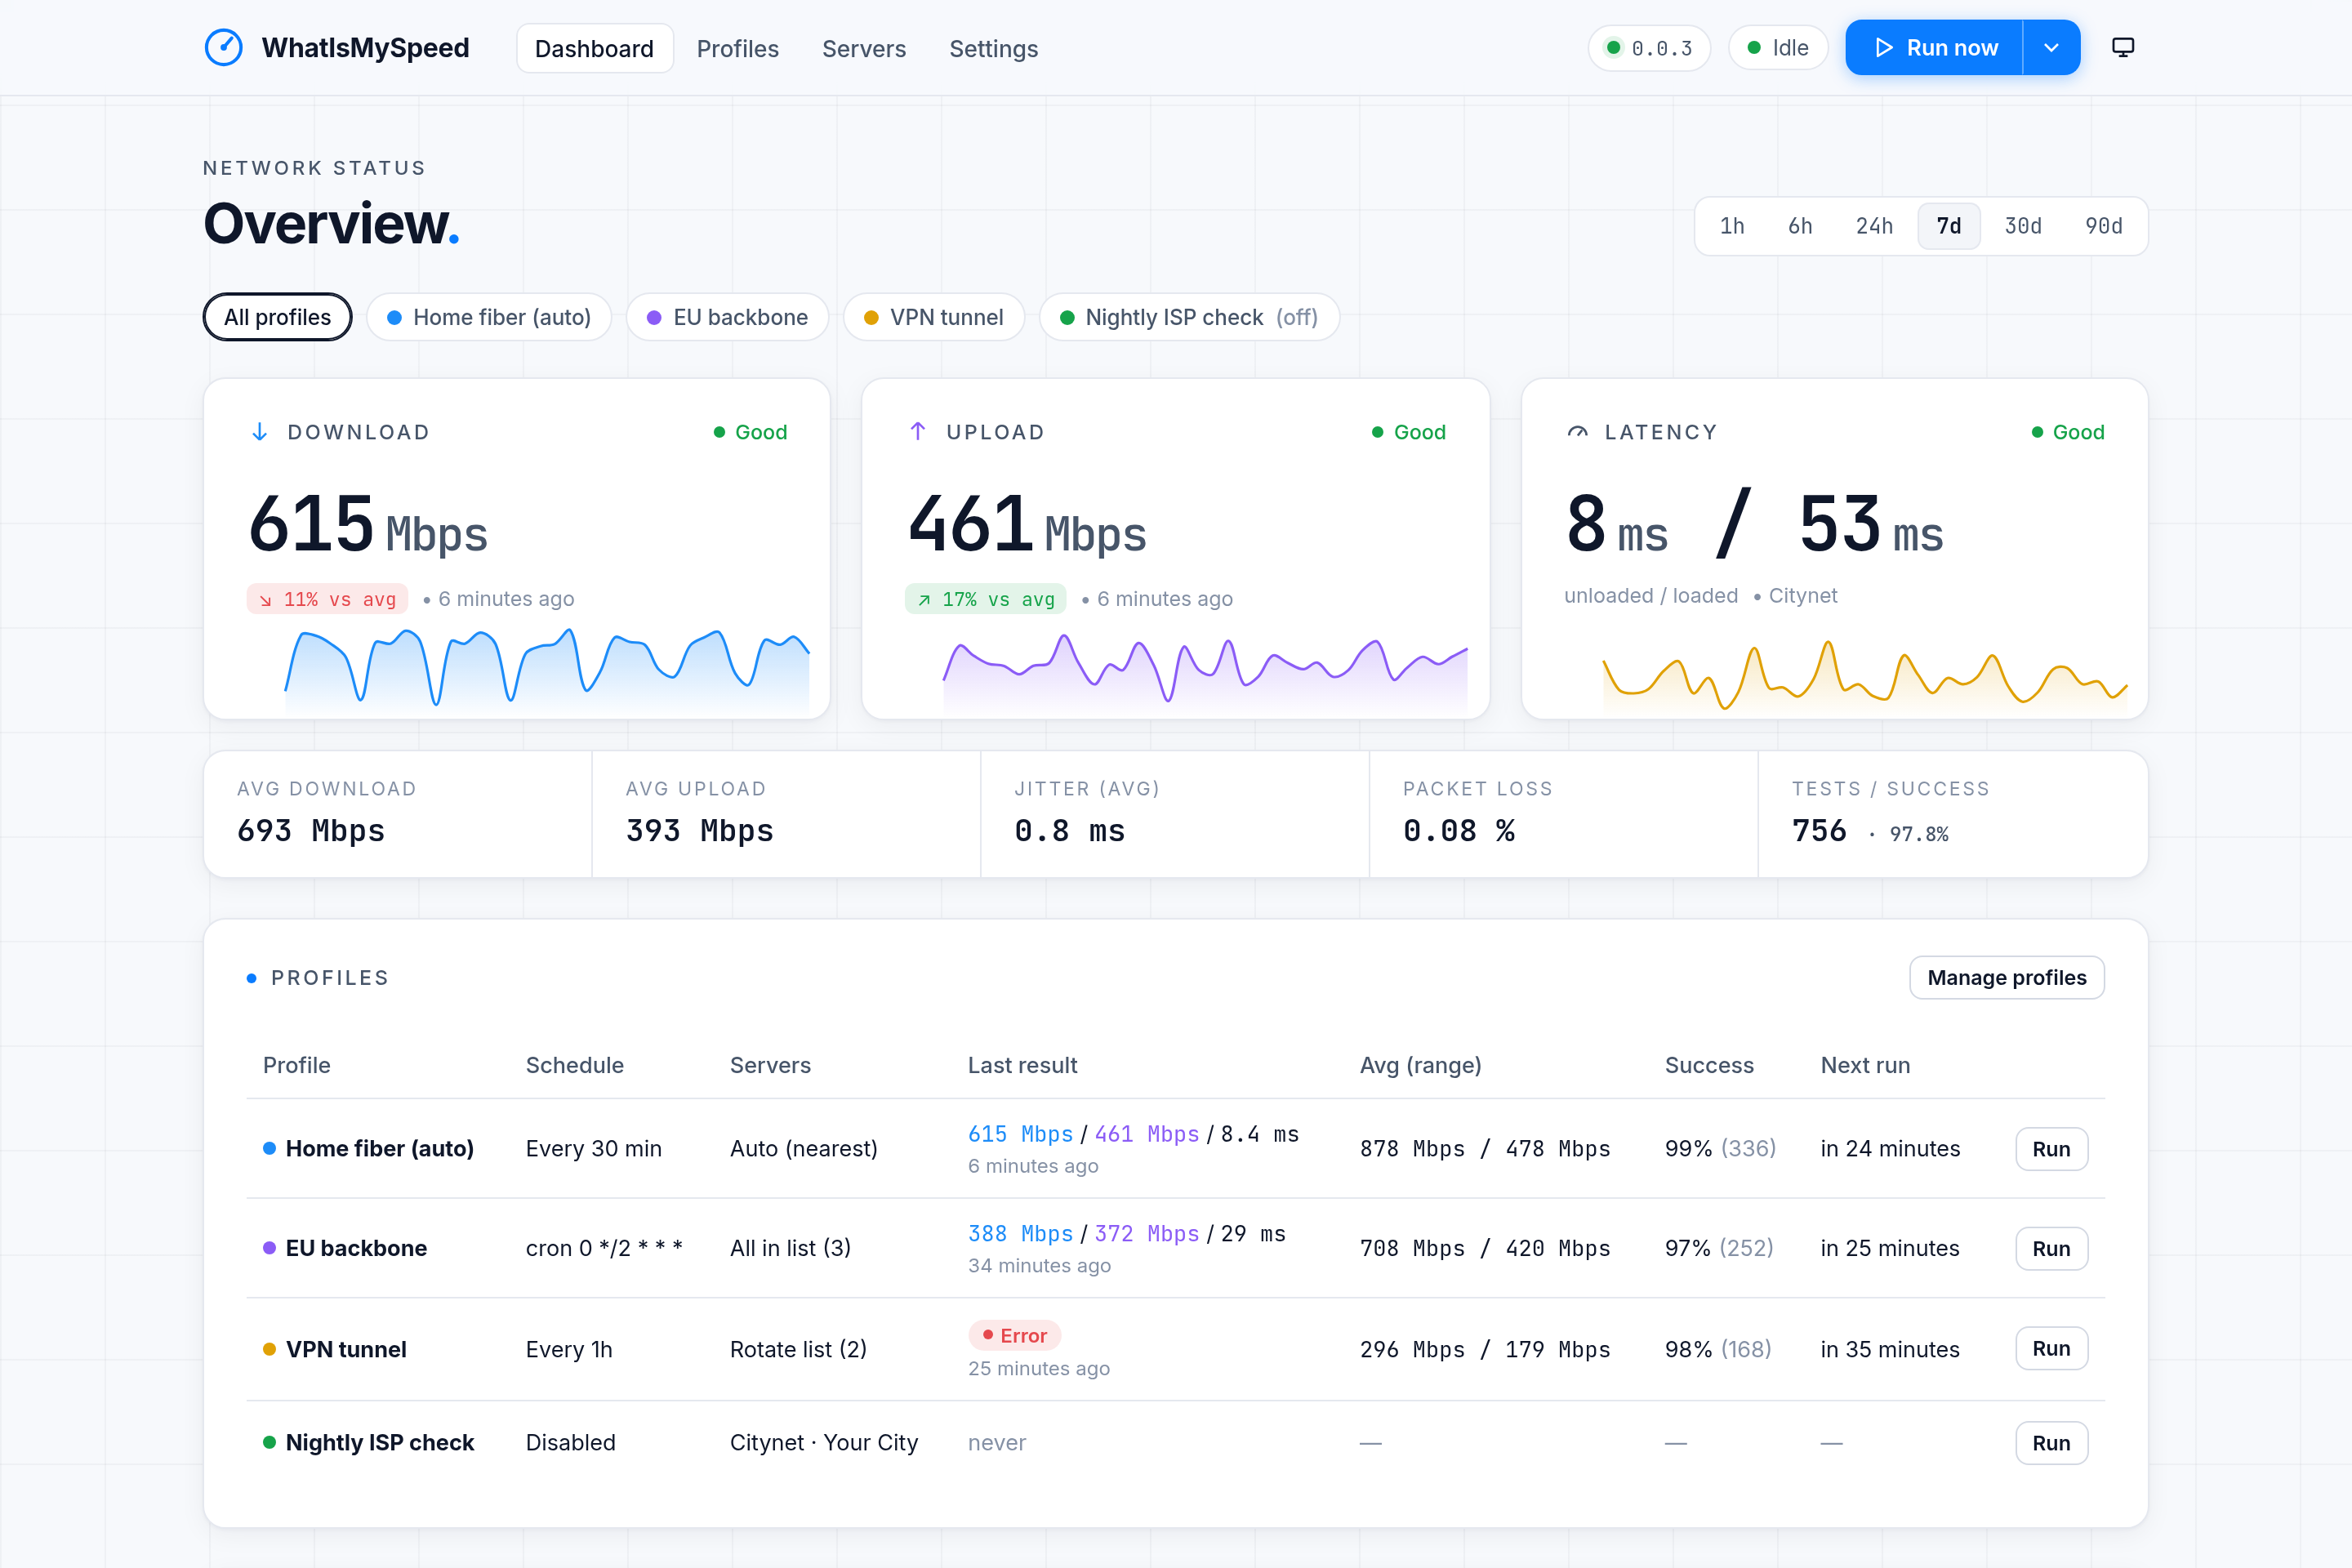 WhatIsMySpeed Dashboard Profiles Servers Settings 0.0.3 Idle Run now
NETWORK STATUS
Overview.
1h 6h 24h 7d 30d 90d
All profiles Home fiber (auto) EU backbone VPN tunnel Nightly ISP check (off)
DOWNLOAD Good
615 Mbps
11% vs avg • 6 minutes ago
UPLOAD Good
461 Mbps
17% vs avg • 6 minutes ago
LATENCY Good
8 ms / 53 ms
unloaded / loaded • Citynet
AVG DOWNLOAD
693 Mbps
AVG UPLOAD
393 Mbps
JITTER (AVG)
0.8 ms
PACKET LOSS
0.08 %
TESTS / SUCCESS
756 · 97.8%
PROFILES Manage profiles
Profile Schedule Servers Last result Avg (range) Success Next run
Home fiber (auto) Every 30 min Auto (nearest) 615 Mbps / 461 Mbps / 8.4 ms 878 Mbps / 478 Mbps 99% (336) in 24 minutes Run
6 minutes ago
EU backbone cron 0 */2 * * * All in list (3) 388 Mbps / 372 Mbps / 29 ms 708 Mbps / 420 Mbps 97% (252) in 25 minutes Run
34 minutes ago
VPN tunnel Every 1h Rotate list (2) Error 296 Mbps / 179 Mbps 98% (168) in 35 minutes Run
25 minutes ago
Nightly ISP check Disabled Citynet · Your City never — — — Run